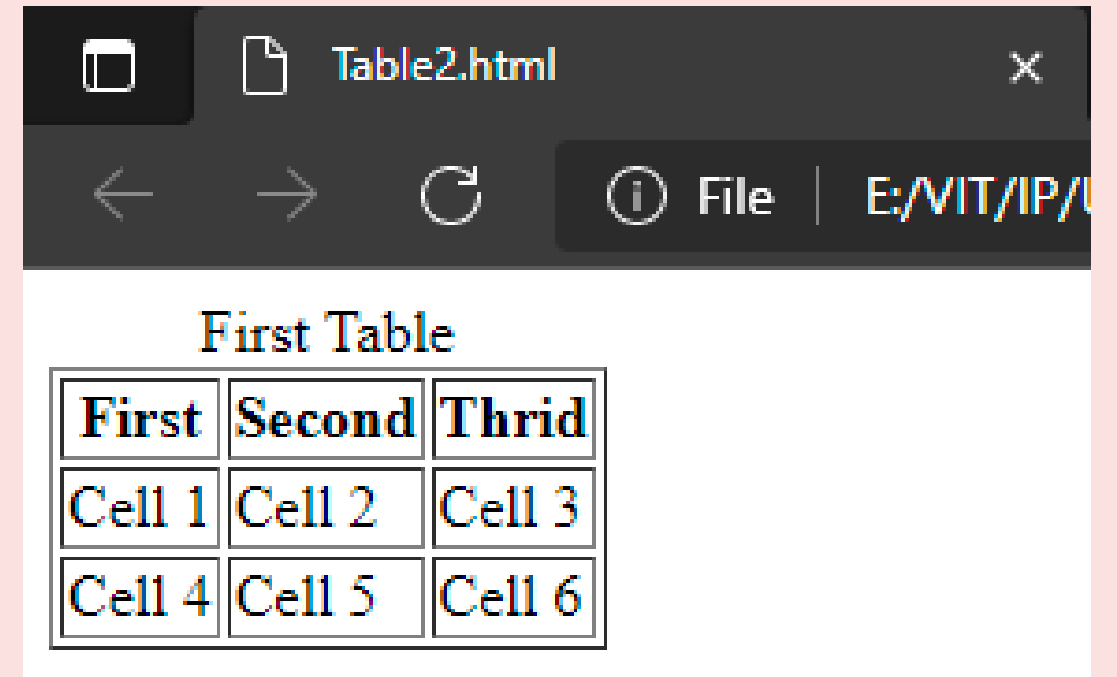 Table2.html
File E:/VIT/IP/
First Table
First Second Thrid
Cell 1 Cell 2 Cell 3
Cell 4 Cell 5 Cell 6